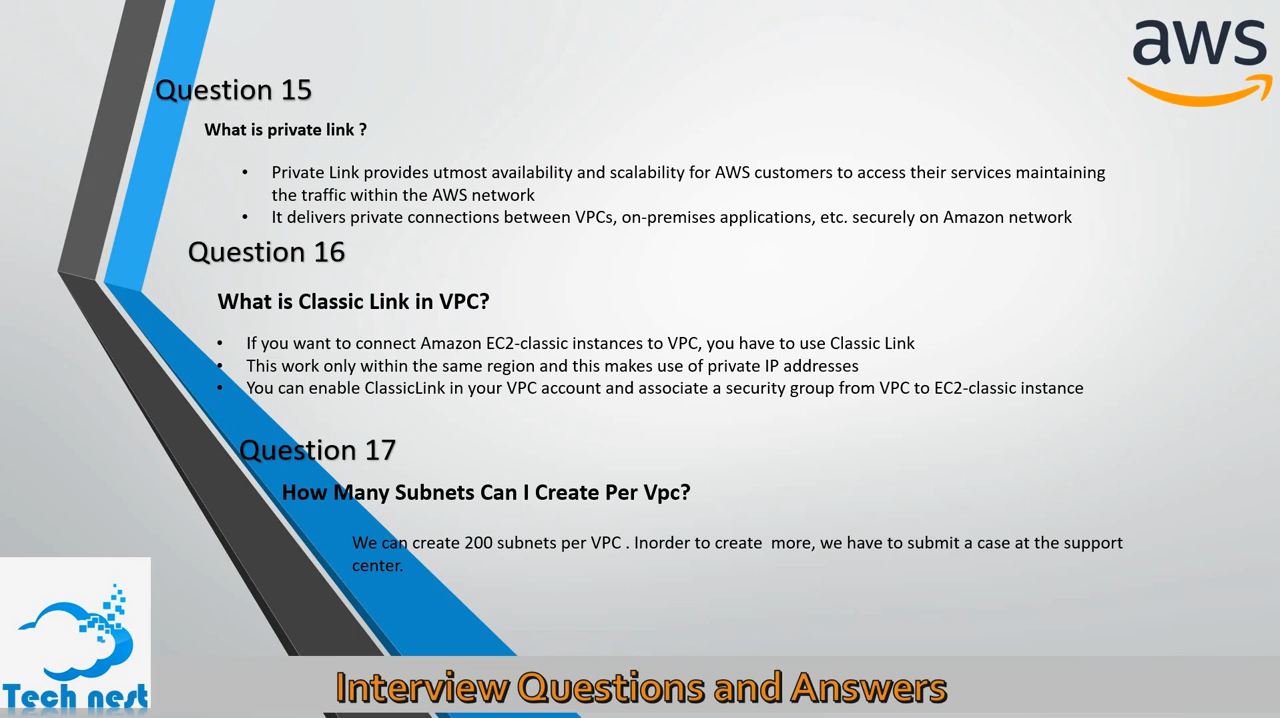 aws
Question 15
What is private link ?
• Private Link provides utmost availability and scalability for AWS customers to access their services maintaining
the traffic within the AWS network
• It delivers private connections between VPCs, on-premises applications, etc. securely on Amazon network
Question 16
What is Classic Link in VPC?
• If you want to connect Amazon EC2-classic instances to VPC, you have to use Classic Link
• This work only within the same region and this makes use of private IP addresses
• You can enable ClassicLink in your VPC account and associate a security group from VPC to EC2-classic instance
Question 17
How Many Subnets Can I Create Per Vpc?
We can create 200 subnets per VPC . Inorder to create  more, we have to submit a case at the support
center.
Tech nest
Interview Questions and Answers